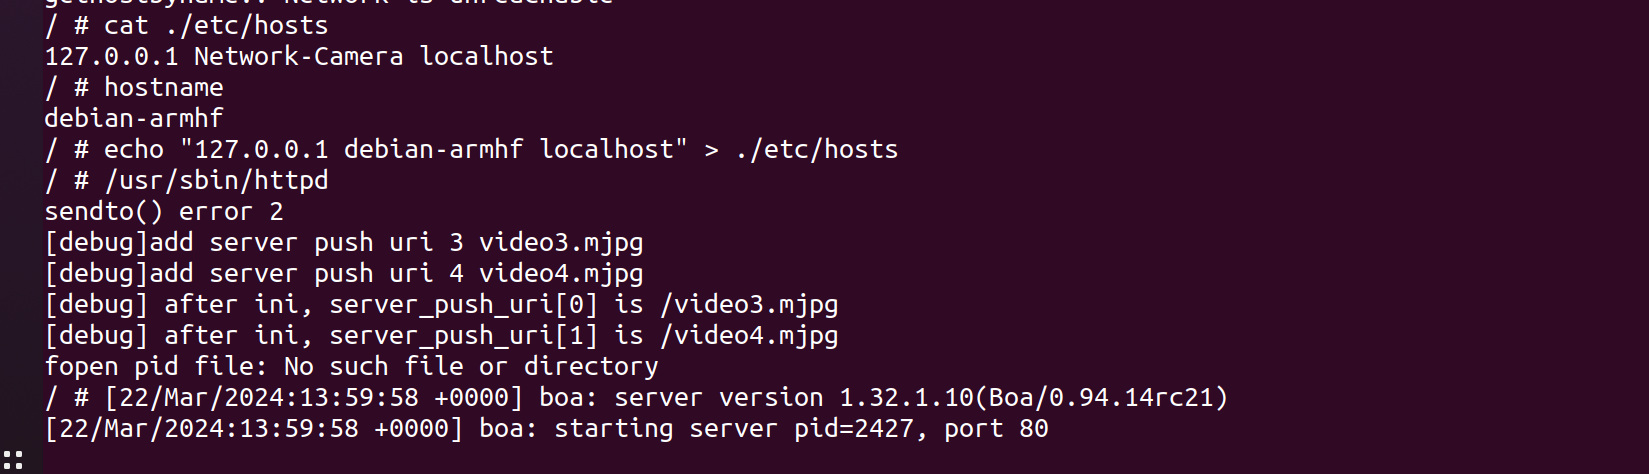 gethostbyname:: Network is unreachable
/ # cat ./etc/hosts
127.0.0.1 Network-Camera localhost
/ # hostname
debian-armhf
/ # echo "127.0.0.1 debian-armhf localhost" > ./etc/hosts
/ # /usr/sbin/httpd
sendto() error 2
[debug]add server push uri 3 video3.mjpg
[debug]add server push uri 4 video4.mjpg
[debug] after ini, server_push_uri[0] is /video3.mjpg
[debug] after ini, server_push_uri[1] is /video4.mjpg
fopen pid file: No such file or directory
/ # [22/Mar/2024:13:59:58 +0000] boa: server version 1.32.1.10(Boa/0.94.14rc21)
[22/Mar/2024:13:59:58 +0000] boa: starting server pid=2427, port 80